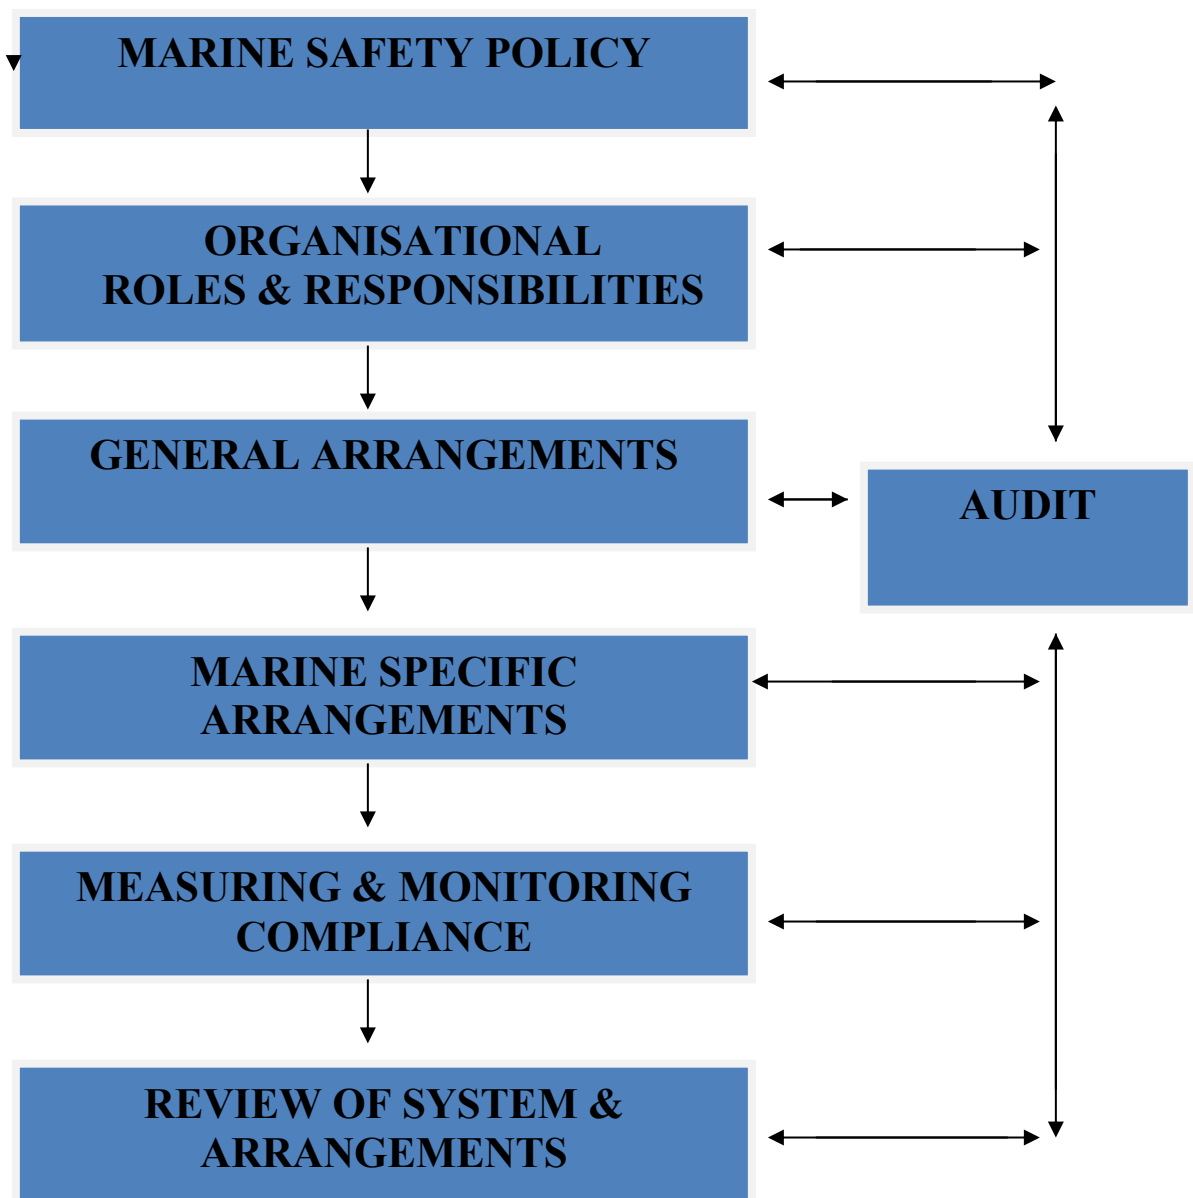 MARINE SAFETY POLICY
ORGANISATIONAL
ROLES & RESPONSIBILITIES
GENERAL ARRANGEMENTS
AUDIT
MARINE SPECIFIC
ARRANGEMENTS
MEASURING & MONITORING
COMPLIANCE
REVIEW OF SYSTEM &
ARRANGEMENTS